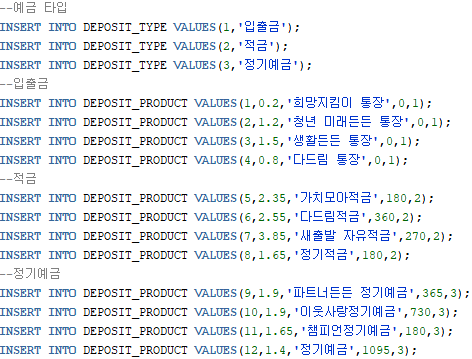 --예금 타입
INSERT INTO DEPOSIT_TYPE VALUES(1,'입출금');
INSERT INTO DEPOSIT_TYPE VALUES(2,'적금');
INSERT INTO DEPOSIT_TYPE VALUES(3,'정기예금');
--입출금
INSERT INTO DEPOSIT_PRODUCT VALUES(1,0.2,'희망지킴이 통장',0,1);
INSERT INTO DEPOSIT_PRODUCT VALUES(2,1.2,'청년 미래든든 통장',0,1);
INSERT INTO DEPOSIT_PRODUCT VALUES(3,1.5,'생활든든 통장',0,1);
INSERT INTO DEPOSIT_PRODUCT VALUES(4,0.8,'다드림 통장',0,1);
--적금
INSERT INTO DEPOSIT_PRODUCT VALUES(5,2.35,'가치모아적금',180,2);
INSERT INTO DEPOSIT_PRODUCT VALUES(6,2.55,'다드림적금',360,2);
INSERT INTO DEPOSIT_PRODUCT VALUES(7,3.85,'새출발 자유적금',270,2);
INSERT INTO DEPOSIT_PRODUCT VALUES(8,1.65,'정기적금',180,2);
--정기예금
INSERT INTO DEPOSIT_PRODUCT VALUES(9,1.9,'파트너든든 정기예금',365,3);
INSERT INTO DEPOSIT_PRODUCT VALUES(10,1.9,'이웃사랑정기예금',730,3);
INSERT INTO DEPOSIT_PRODUCT VALUES(11,1.65,'챔피언정기예금',180,3);
INSERT INTO DEPOSIT_PRODUCT VALUES(12,1.4,'정기예금',1095,3);